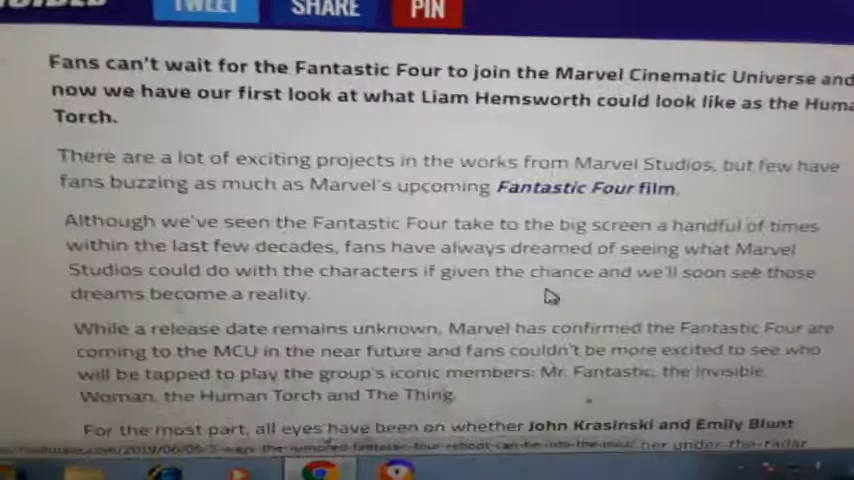 TWEET SHARE PIN
Fans can't wait for the Fantastic Four to join the Marvel Cinematic Universe and
now we have our first look at what Liam Hemsworth could look like as the Huma
Torch.
There are a lot of exciting projects in the works from Marvel Studios, but few have
fans buzzing as much as Marvel's upcoming Fantastic Four film.
Although we've seen the Fantastic Four take to the big screen a handful of times
within the last few decades, fans have always dreamed of seeing what Marvel
Studios could do with the characters if given the chance and we'll soon see those
dreams become a reality.
While a release date remains unknown, Marvel has confirmed the Fantastic Four are
coming to the MCU in the near future and fans couldn't be more excited to see who
will be tapped to play the group's iconic members: Mr. Fantastic, the Invisible
Woman, the Human Torch and The Thing.
For the most part, all eyes have been on whether John Krasinski and Emily Blunt
her under-the-radar